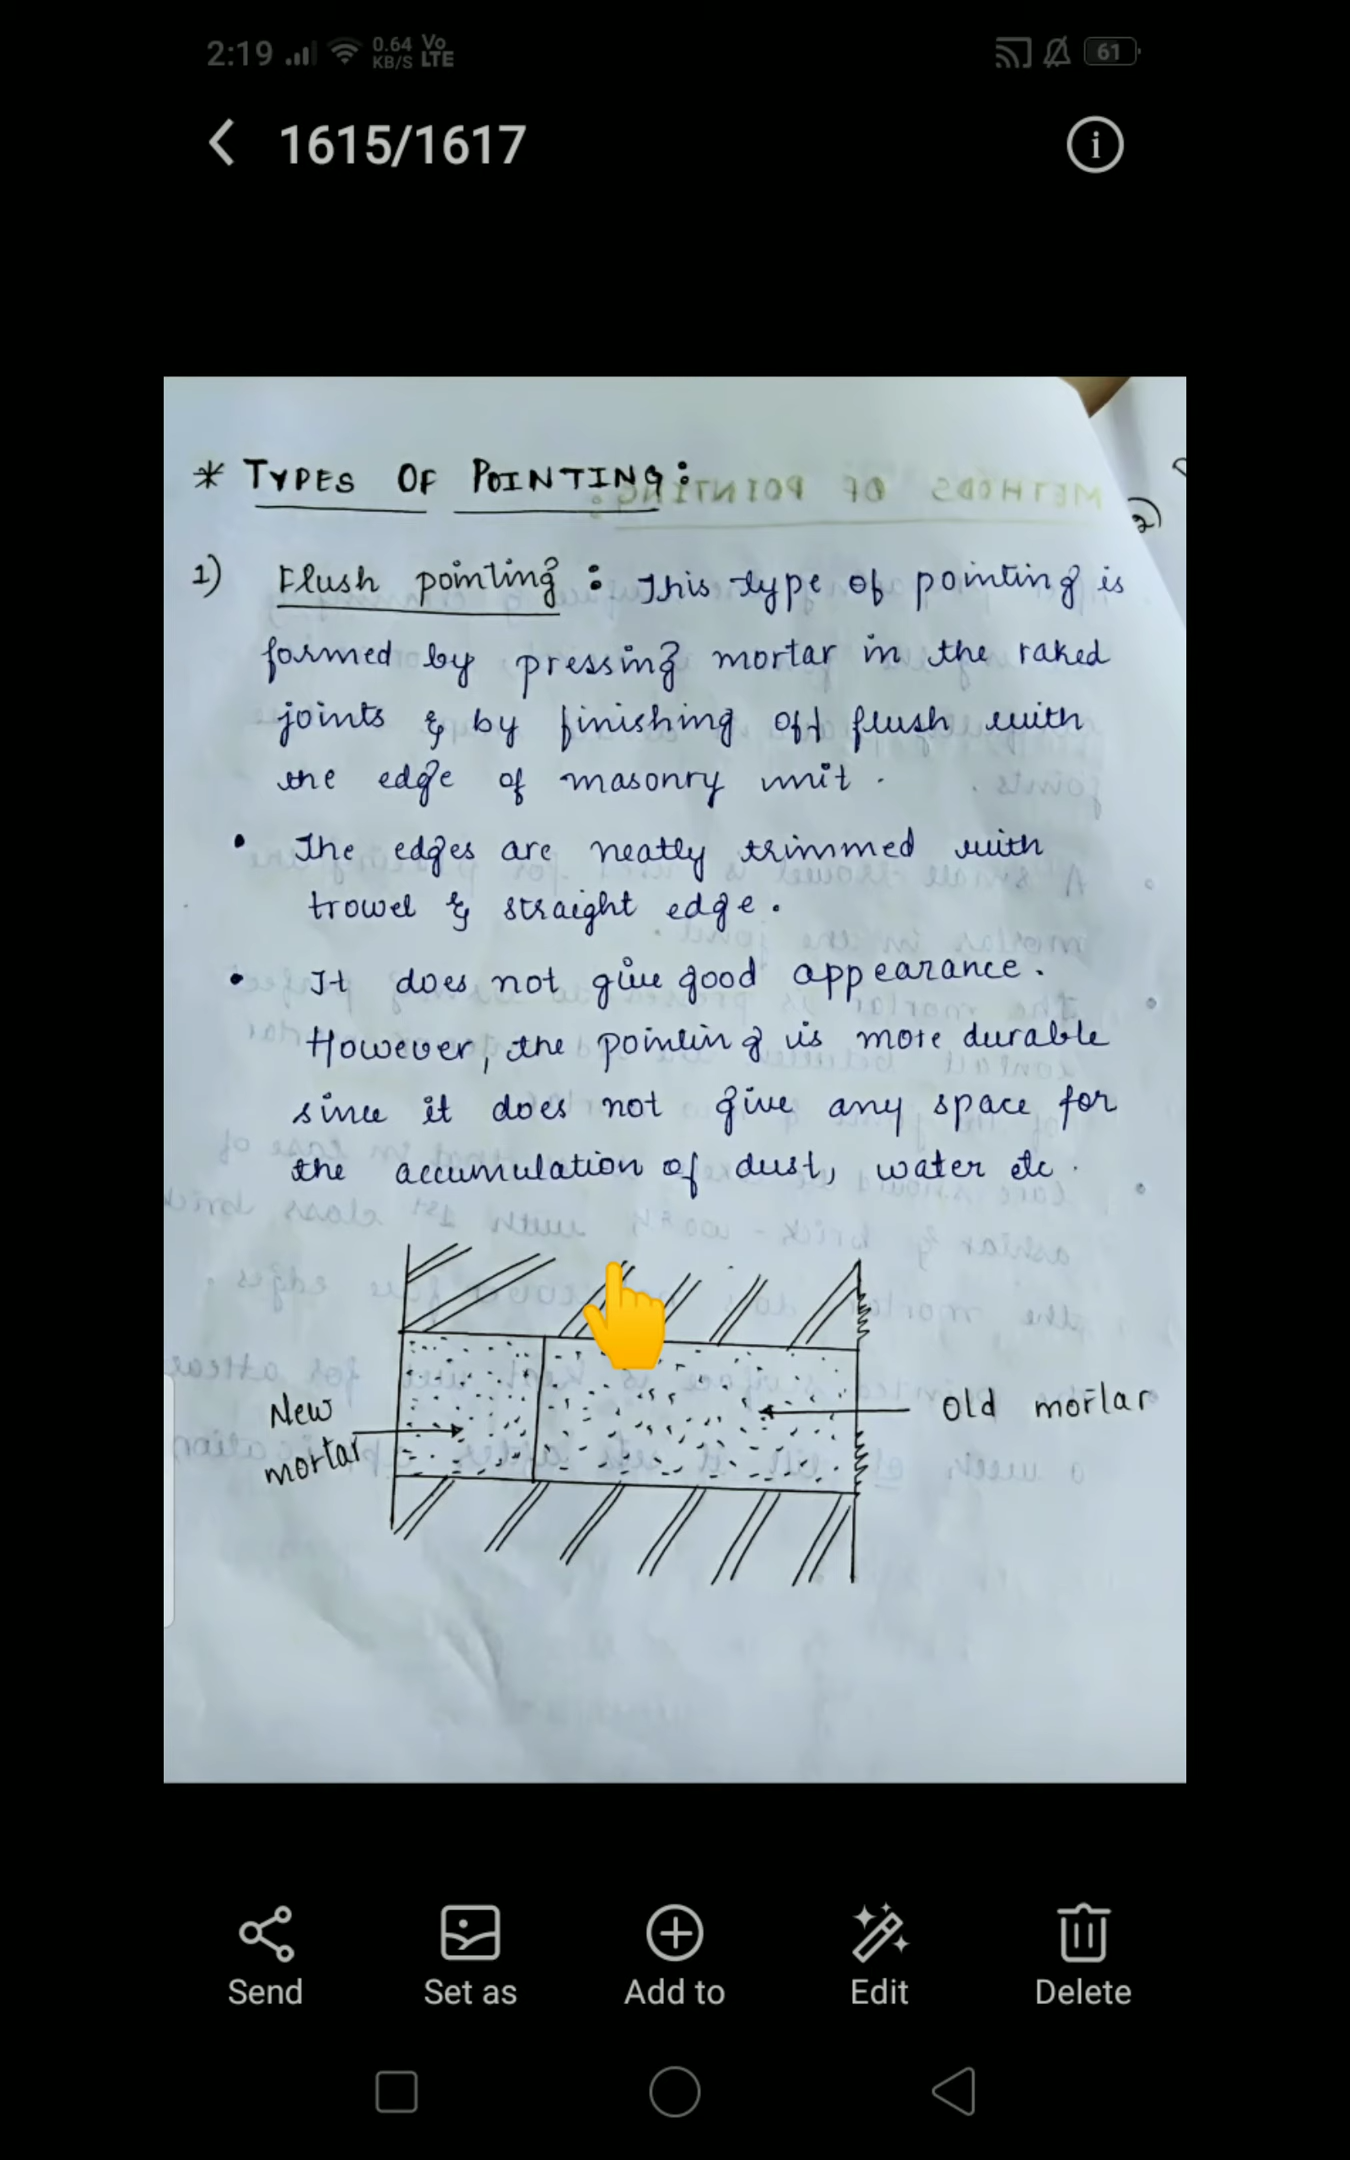 2:19 0.64 KB/S Vo LTE 61
1615/1617
* TYPES OF POINTING:
METHODS OF POINTING:
2)
1) Flush pointing : This type of pointing is
formed by pressing mortar in the raked
joints & by finishing off flush with
the edge of masonry unit.
• The edges are neatly trimmed with
trowel & straight edge.
• It does not give good appearance.
However, the pointing is more durable
since it does not give any space for
the accumulation of dust, water etc.
New
mortar
Old mortar
Send Set as Add to Edit Delete